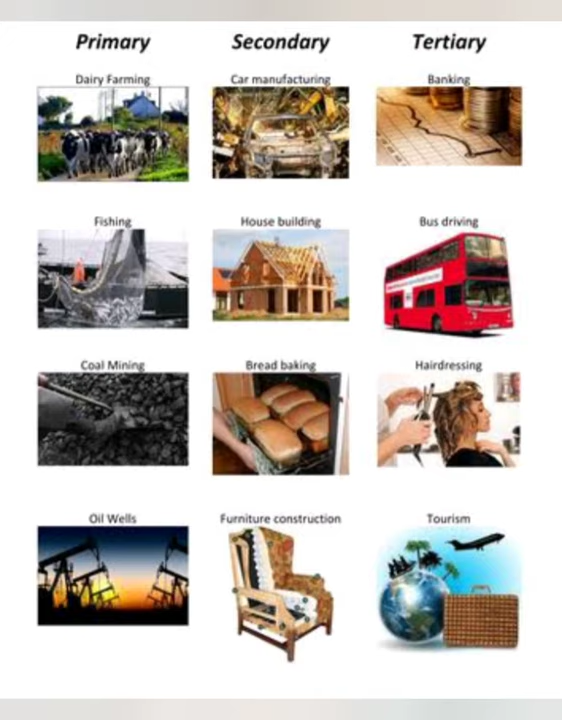 Primary Secondary Tertiary
Dairy Farming Car manufacturing Banking
Fishing House building Bus driving
Coal Mining Bread baking Hairdressing
Oil Wells Furniture construction Tourism